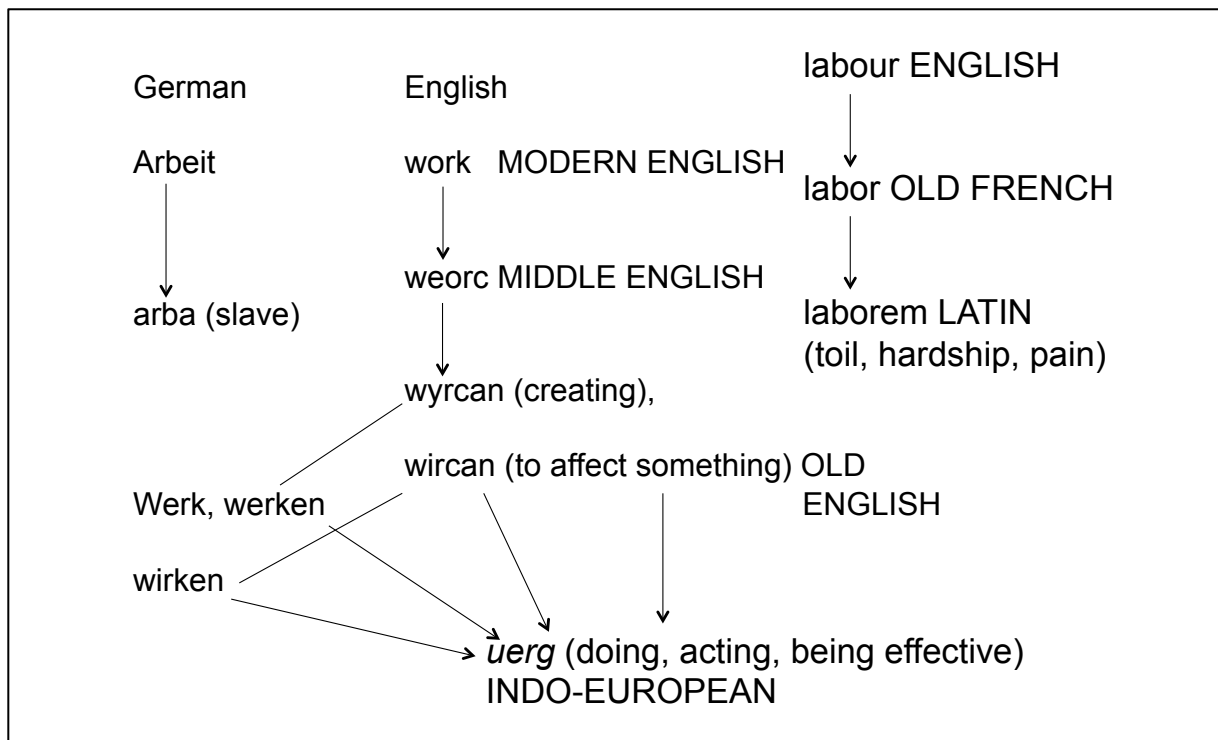 German
English
labour ENGLISH
Arbeit
work MODERN ENGLISH
labor OLD FRENCH
weorc MIDDLE ENGLISH
arba (slave)
laborem LATIN
(toil, hardship, pain)
wyrcan (creating),
wircan (to affect something) OLD
ENGLISH
Werk, werken
wirken
uerg (doing, acting, being effective)
INDO-EUROPEAN